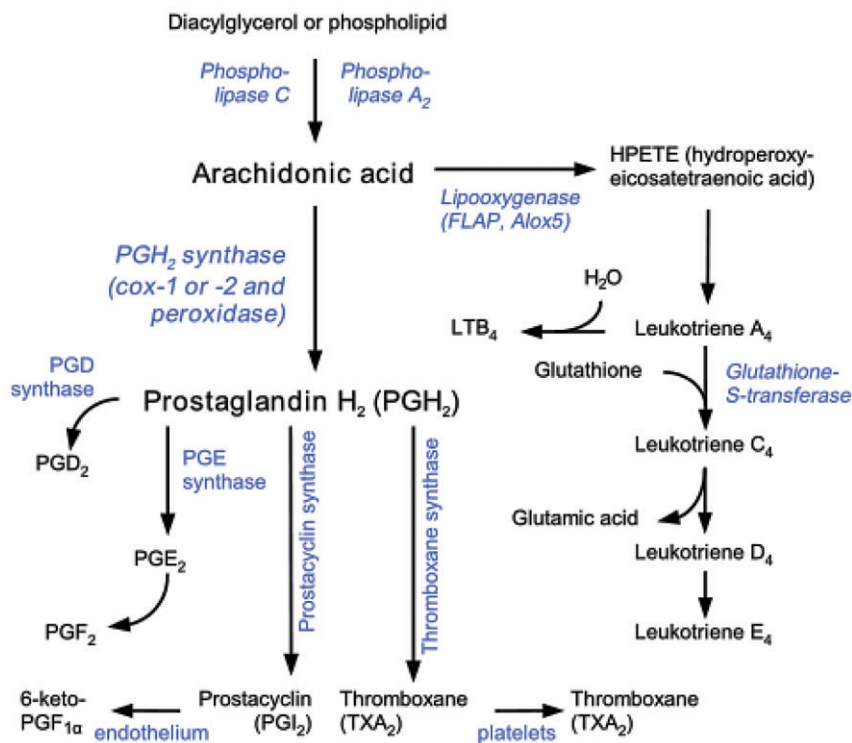 Diacylglycerol or phospholipid
Phospho-
lipase C
Phospho-
lipase A2
Arachidonic acid
HPETE (hydroperoxy-
eicosatetraenoic acid)
Lipooxygenase
(FLAP, Alox5)
PGH2 synthase
(cox-1 or -2 and
peroxidase)
H2O
LTB4
Leukotriene A4
Glutathione
Glutathione-
S-transferase
PGD
synthase
Prostaglandin H2 (PGH2)
Leukotriene C4
PGD2
PGE
synthase
Prostacyclin synthase
Thromboxane synthase
Glutamic acid
Leukotriene D4
PGE2
PGF2
Leukotriene E4
6-keto-
PGF1α
endothelium
Prostacyclin
(PGI2)
Thromboxane
(TXA2)
platelets
Thromboxane
(TXA2)